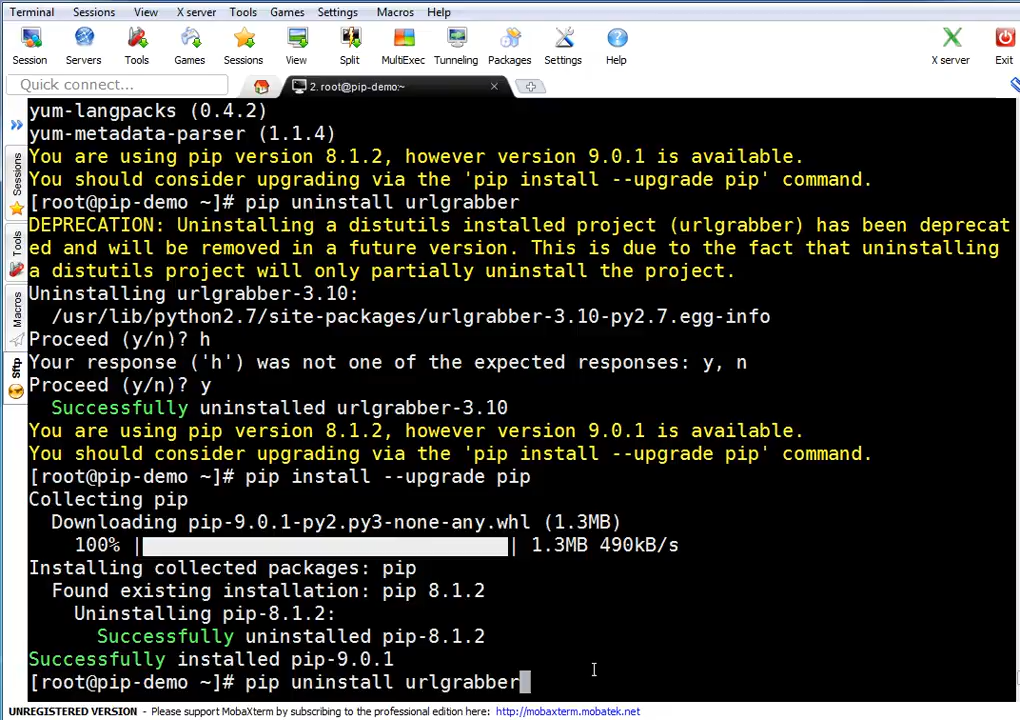 Terminal Sessions View X server Tools Games Settings Macros Help
Session Servers Tools Games Sessions View Split MultiExec Tunneling Packages Settings Help X server Exit
Quick connect... 2. root@pip-demo:~
Sessions
Tools
Macros
Sftp
yum-langpacks (0.4.2)
yum-metadata-parser (1.1.4)
You are using pip version 8.1.2, however version 9.0.1 is available.
You should consider upgrading via the 'pip install --upgrade pip' command.
[root@pip-demo ~]# pip uninstall urlgrabber
DEPRECATION: Uninstalling a distutils installed project (urlgrabber) has been deprecat
ed and will be removed in a future version. This is due to the fact that uninstalling
a distutils project will only partially uninstall the project.
Uninstalling urlgrabber-3.10:
/usr/lib/python2.7/site-packages/urlgrabber-3.10-py2.7.egg-info
Proceed (y/n)? h
Your response ('h') was not one of the expected responses: y, n
Proceed (y/n)? y
Successfully uninstalled urlgrabber-3.10
You are using pip version 8.1.2, however version 9.0.1 is available.
You should consider upgrading via the 'pip install --upgrade pip' command.
[root@pip-demo ~]# pip install --upgrade pip
Collecting pip
Downloading pip-9.0.1-py2.py3-none-any.whl (1.3MB)
100% | | 1.3MB 490kB/s
Installing collected packages: pip
Found existing installation: pip 8.1.2
Uninstalling pip-8.1.2:
Successfully uninstalled pip-8.1.2
Successfully installed pip-9.0.1
[root@pip-demo ~]# pip uninstall urlgrabber
UNREGISTERED VERSION - Please support MobaXterm by subscribing to the professional edition here: http://mobaxterm.mobatek.net